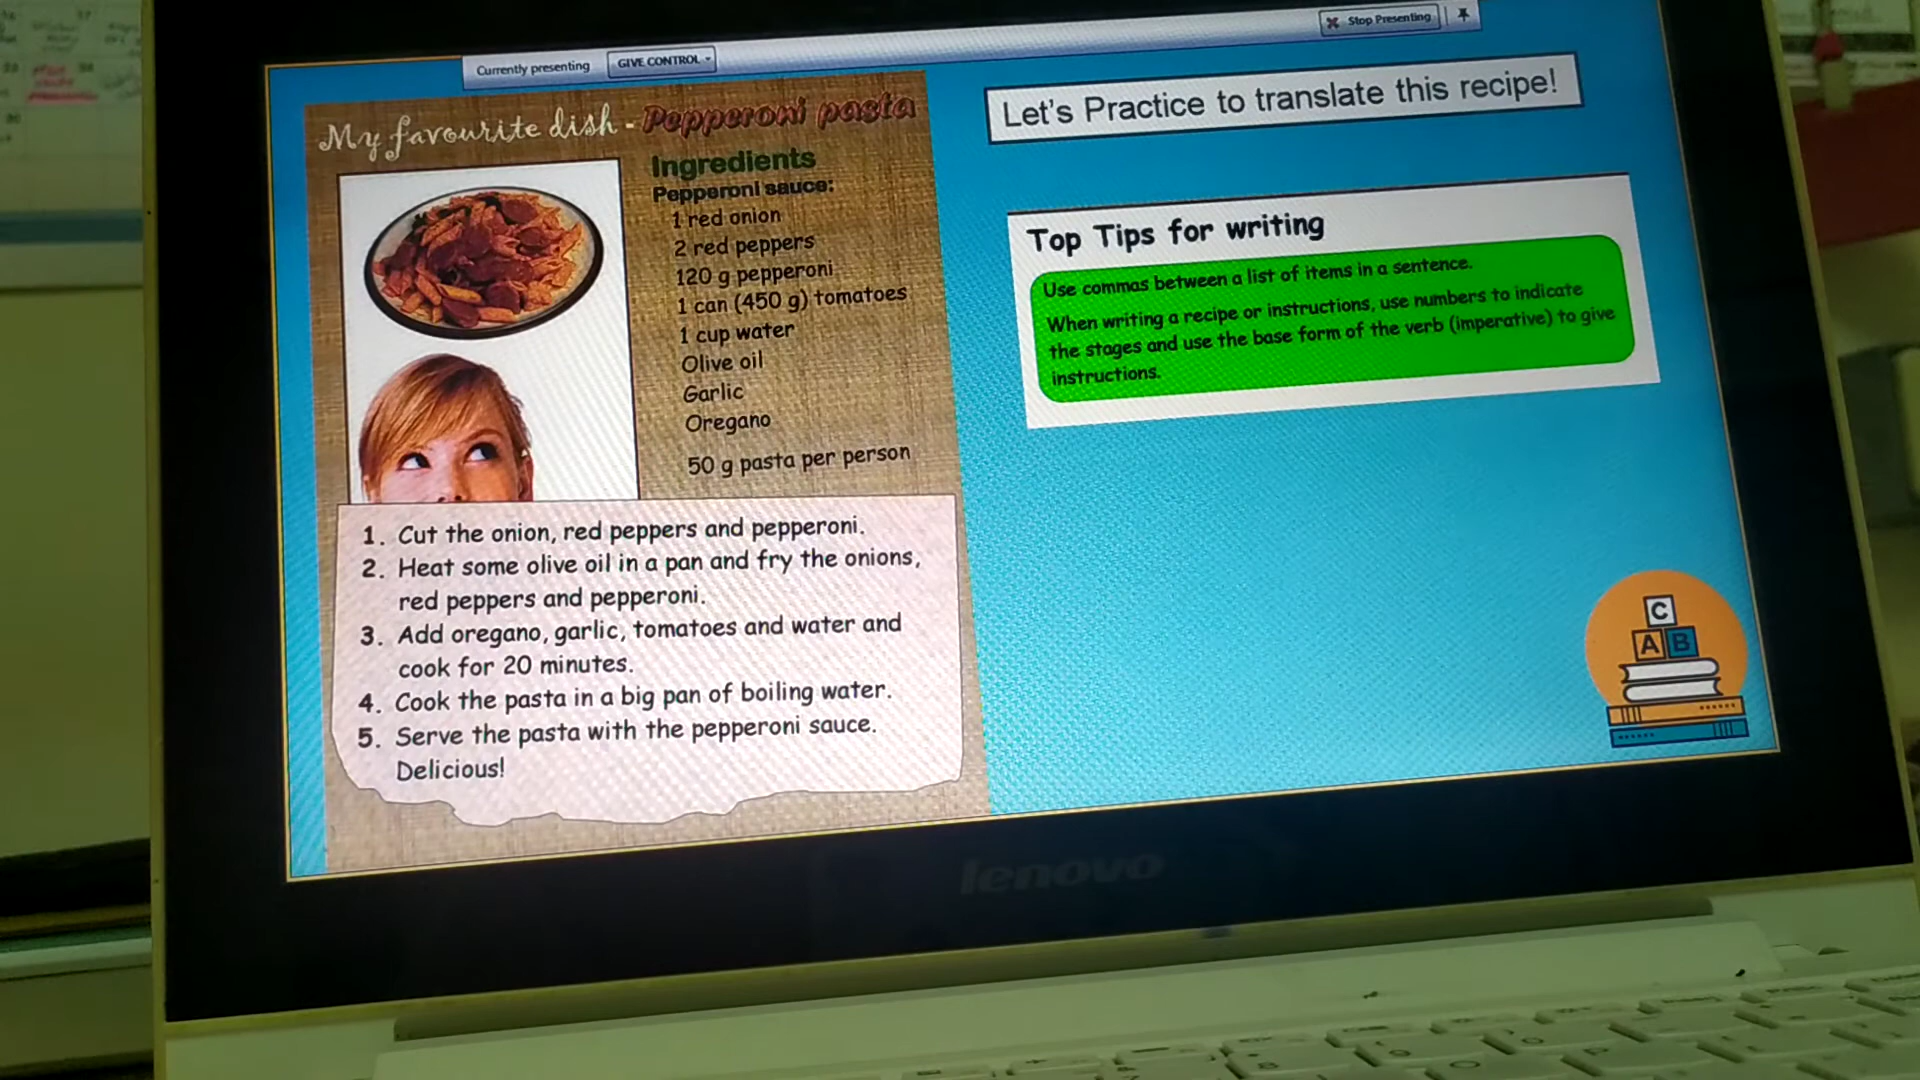 Currently presenting
GIVE CONTROL
Stop Presenting
My favourite dish - Pepperoni pasta
Ingredients
Pepperoni sauce:
1 red onion
2 red peppers
120 g pepperoni
1 can (450 g) tomatoes
1 cup water
Olive oil
Garlic
Oregano
50 g pasta per person
1. Cut the onion, red peppers and pepperoni.
2. Heat some olive oil in a pan and fry the onions,
red peppers and pepperoni.
3. Add oregano, garlic, tomatoes and water and
cook for 20 minutes.
4. Cook the pasta in a big pan of boiling water.
5. Serve the pasta with the pepperoni sauce.
Delicious!
Let's Practice to translate this recipe!
Top Tips for writing
Use commas between a list of items in a sentence.
When writing a recipe or instructions, use numbers to indicate
the stages and use the base form of the verb (imperative) to give
instructions.
C
A B
lenovo